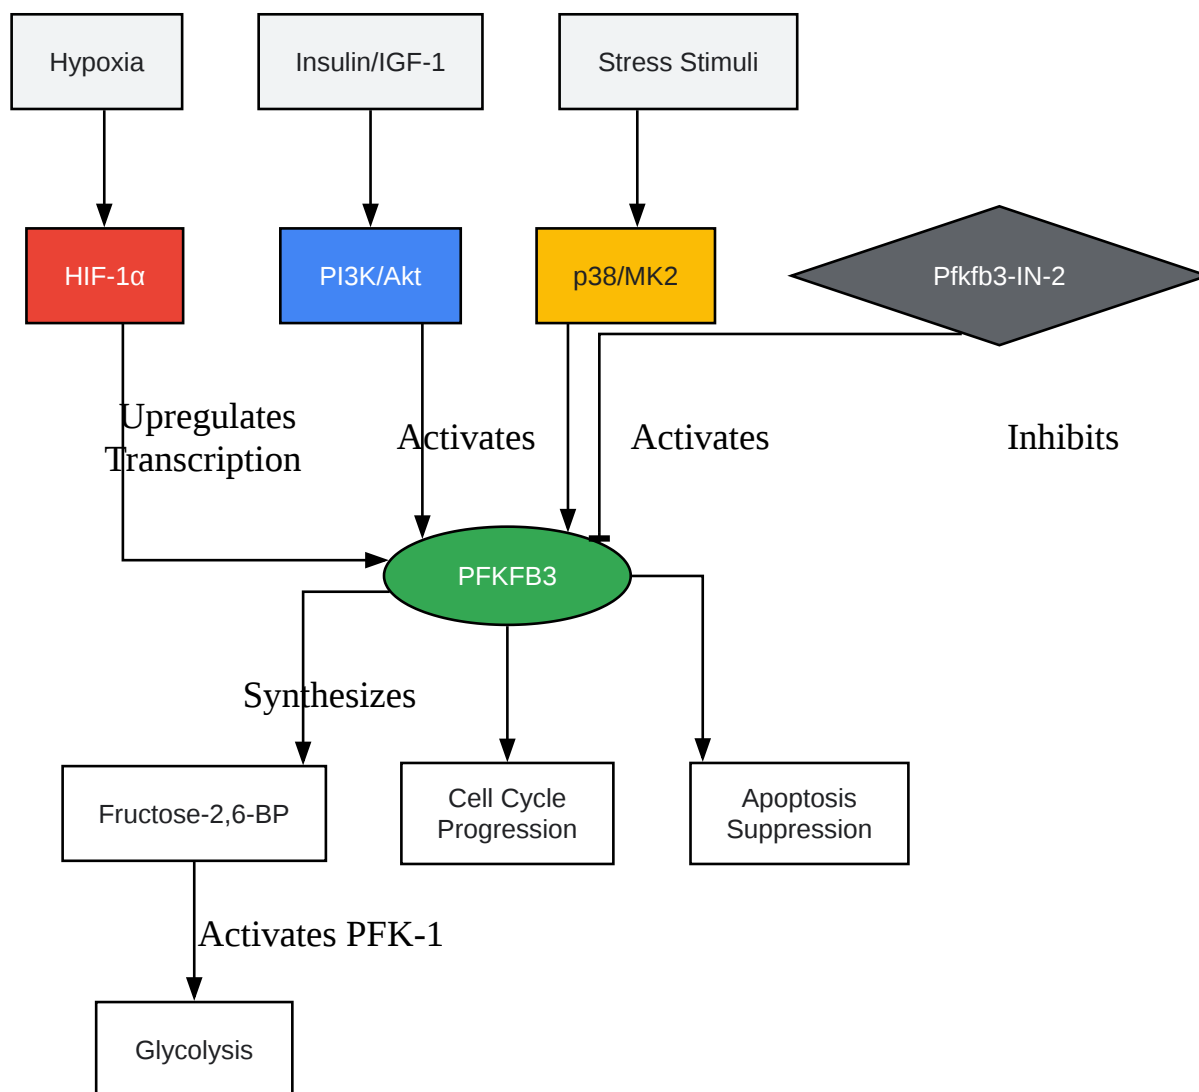 Hypoxia
Insulin/IGF-1
Stress Stimuli
HIF-1α
PI3K/Akt
p38/MK2
Pfkfb3-IN-2
Upregulates
Transcription
Activates
Activates
Inhibits
PFKFB3
Synthesizes
Fructose-2,6-BP
Cell Cycle
Progression
Apoptosis
Suppression
Activates PFK-1
Glycolysis